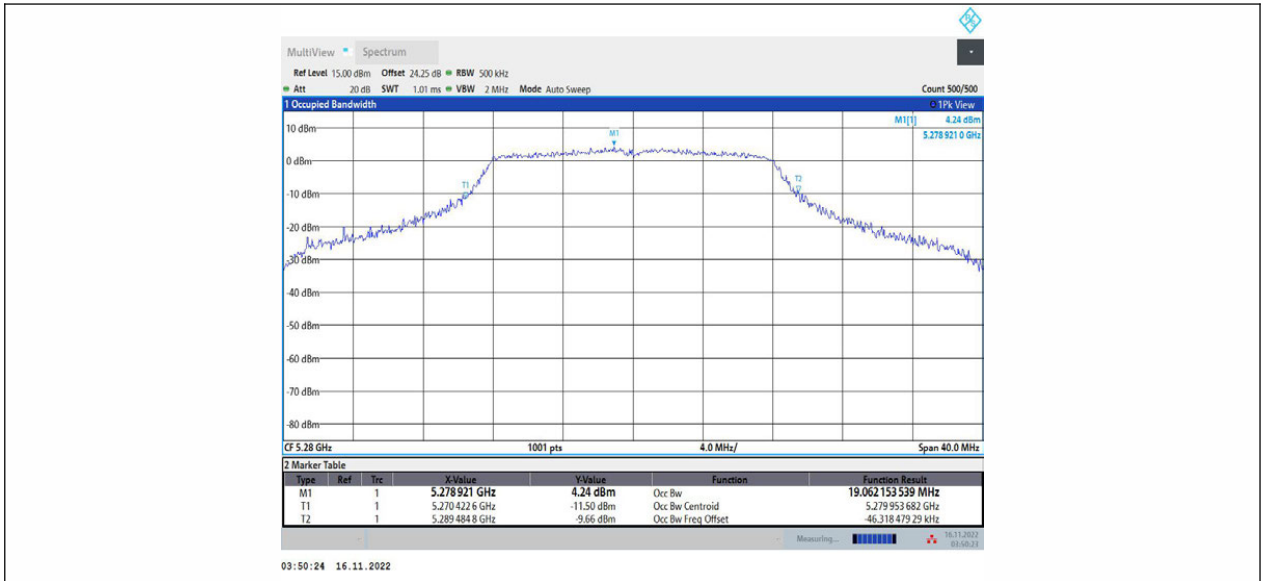 MultiView Spectrum
Ref Level 15.00 dBm Offset 24.25 dB RBW 500 kHz
Att 20 dB SWT 1.01 ms VBW 2 MHz Mode Auto Sweep Count 500/500
1 Occupied Bandwidth 1Pk View
M1[1] 4.24 dBm
5.278 921 0 GHz
10 dBm
M1
0 dBm
T1
T2
-10 dBm
-20 dBm
-30 dBm
-40 dBm
-50 dBm
-60 dBm
-70 dBm
-80 dBm
CF 5.28 GHz 1001 pts 4.0 MHz/ Span 40.0 MHz
2 Marker Table
Type Ref Trc X-Value Y-Value Function Function Result
M1 1 5.278 921 GHz 4.24 dBm Occ Bw 19.062 153 539 MHz
T1 1 5.270 422 6 GHz -11.50 dBm Occ Bw Centroid 5.279 953 682 GHz
T2 1 5.289 484 8 GHz -9.66 dBm Occ Bw Freq Offset -46.318 479 29 kHz
Measuring... 16.11.2022
03:50:23
03:50:24 16.11.2022